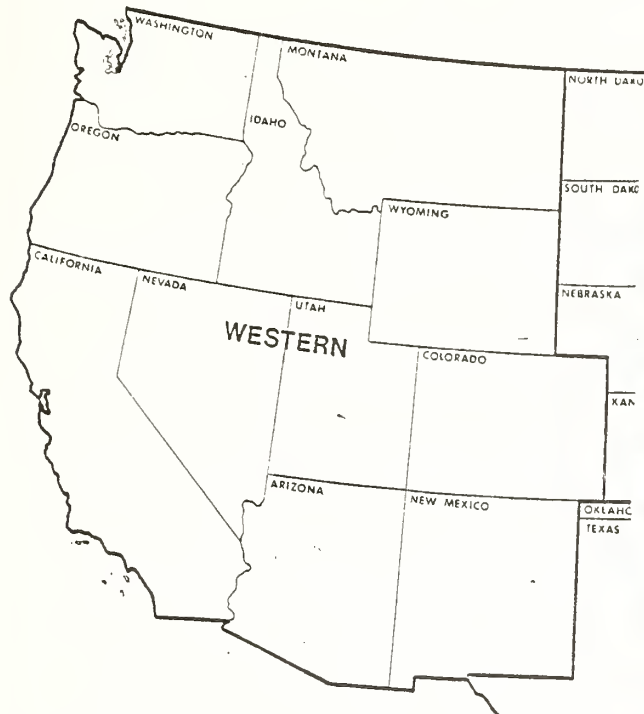 WASHINGTON
MONTANA
NORTH DAKO
IDAHO
OREGON
SOUTH DAKO
WYOMING
CALIFORNIA
NEVADA
NEBRASKA
UTAH
WESTERN
COLORADO
KAN
ARIZONA
NEW MEXICO
OKLAHO
TEXAS